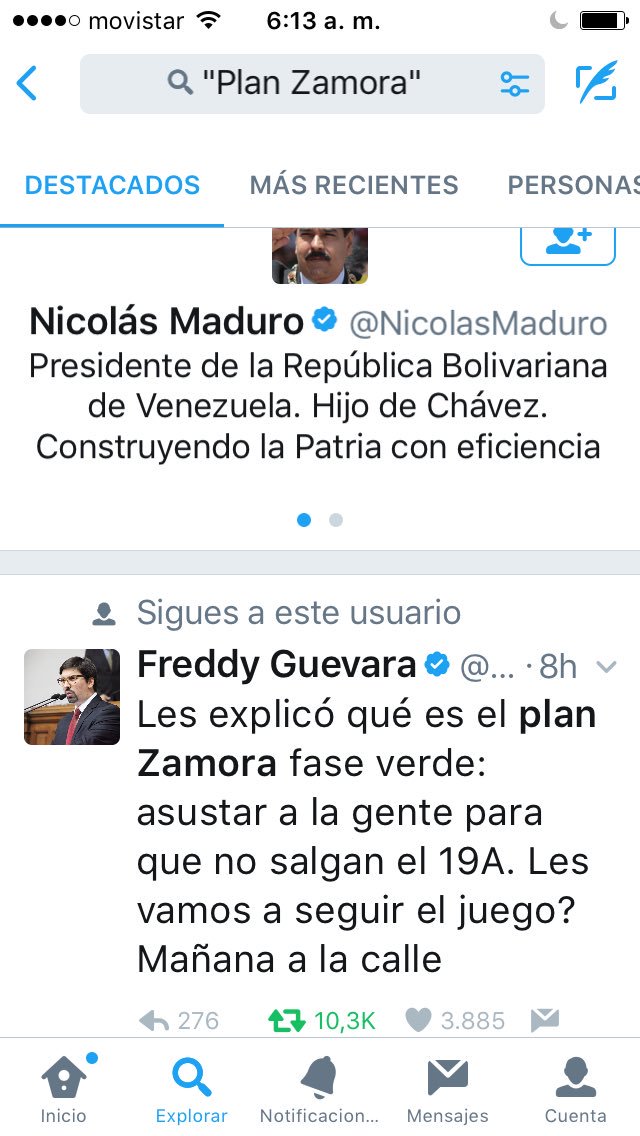 movistar 6:13 a. m.
"Plan Zamora"
DESTACADOS MÁS RECIENTES PERSONAS
Nicolás Maduro @NicolasMaduro
Presidente de la República Bolivariana
de Venezuela. Hijo de Chávez.
Construyendo la Patria con eficiencia
Sigues a este usuario
Freddy Guevara @... · 8h
Les explicó qué es el plan
Zamora fase verde:
asustar a la gente para
que no salgan el 19A. Les
vamos a seguir el juego?
Mañana a la calle
276 10,3K 3.885
Inicio Explorar Notificacion... Mensajes Cuenta